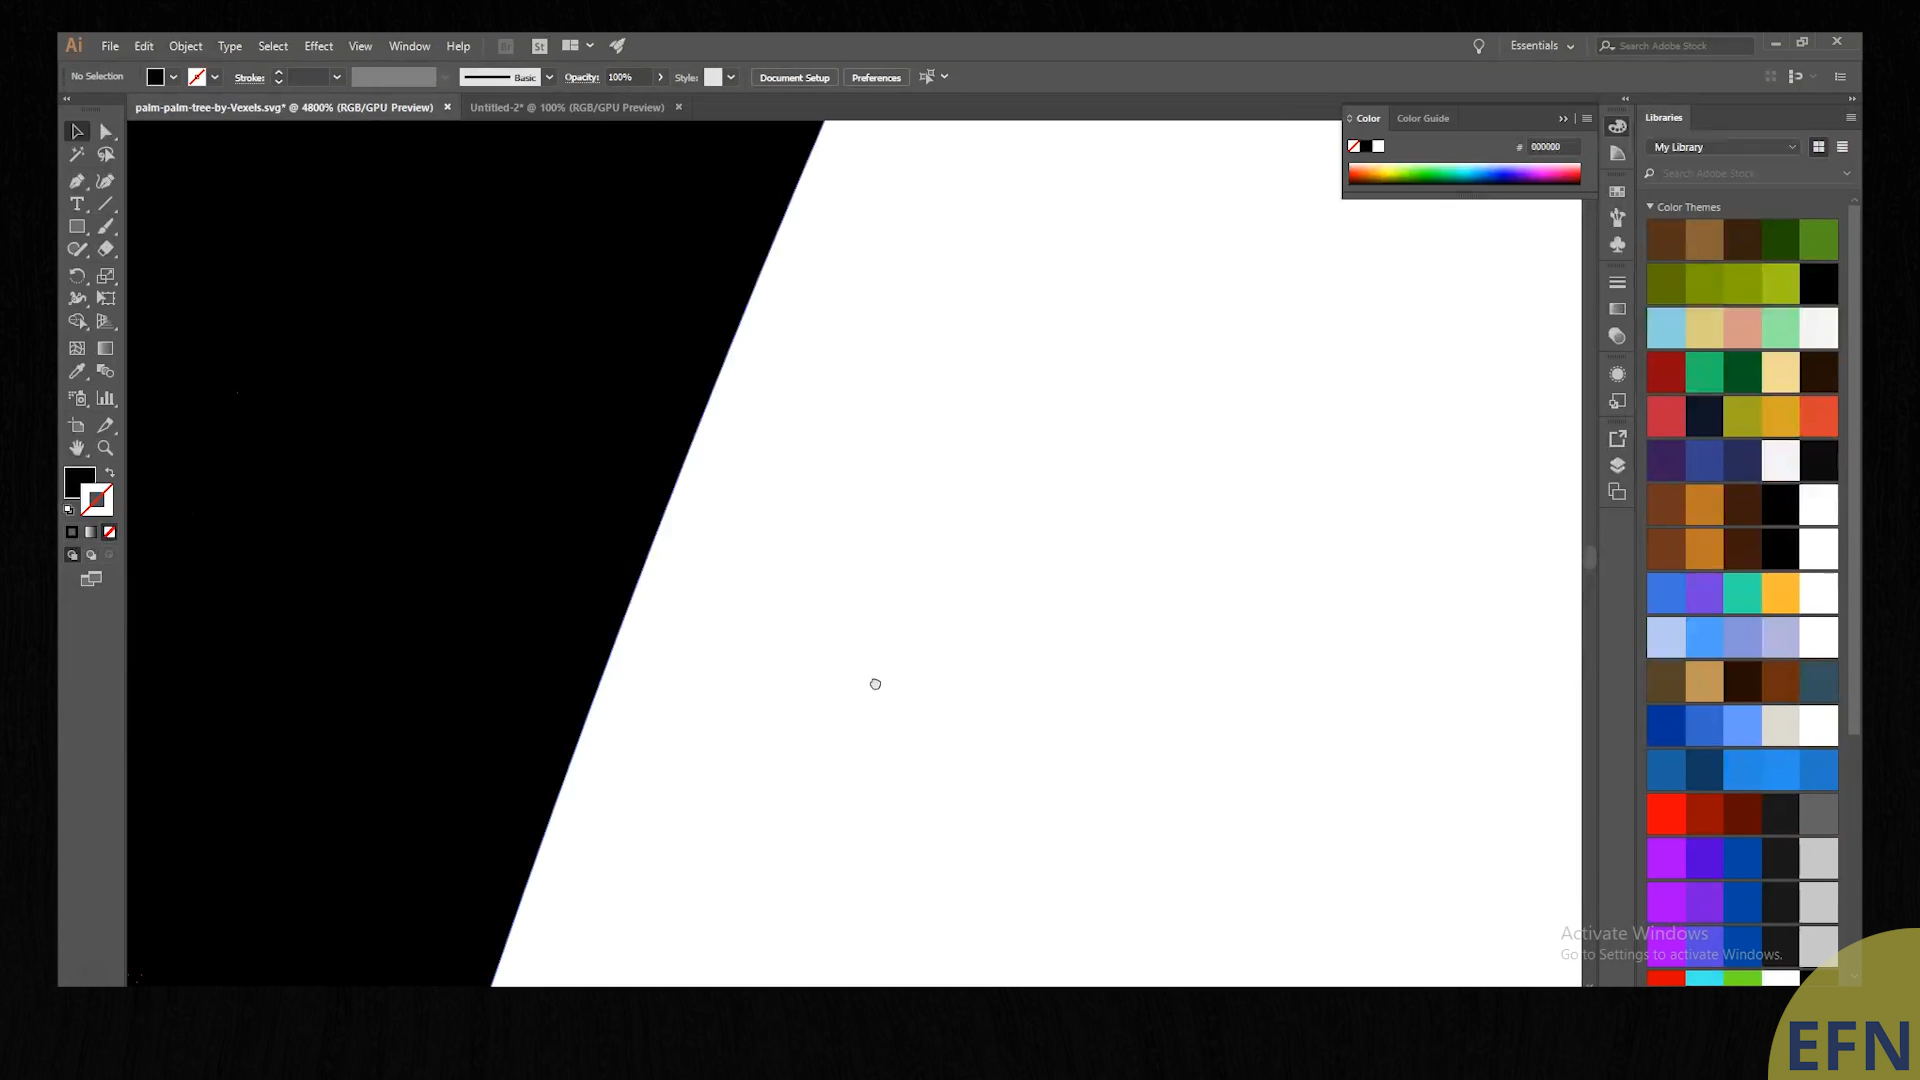 Ai File Edit Object Type Select Effect View Window Help Br St Essentials Search Adobe Stock
No Selection Stroke: Basic Opacity: 100% Style: Document Setup Preferences
palm-palm-tree-by-Vexels.svg* @ 4800% (RGB/GPU Preview) × Untitled-2* @ 100% (RGB/GPU Preview) ×
Color Color Guide Libraries
# 000000 My Library
Search Adobe Stock
Color Themes
Activate Windows
Go to Settings to activate Windows.
EFN